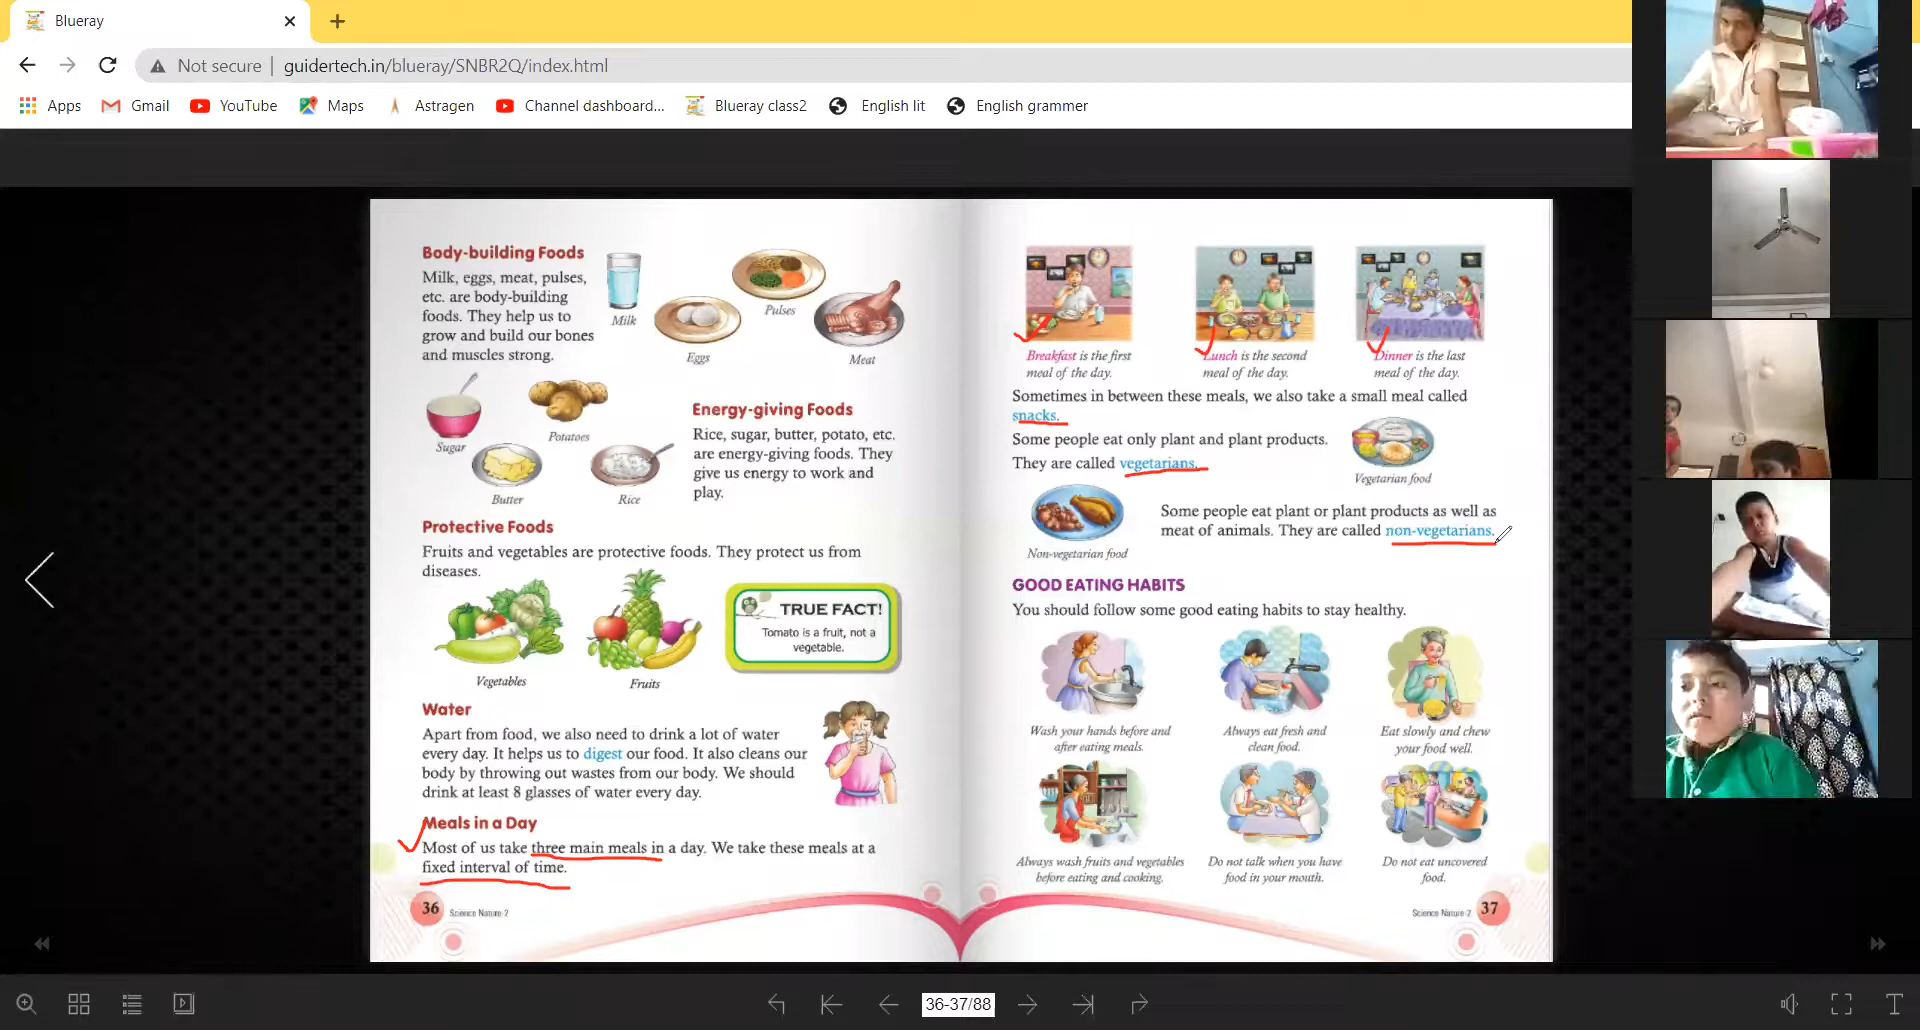 Blueray
Not secure
guidertech.in/blueray/SNBR2Q/index.html
Apps
Gmail
YouTube
Maps
Astragen
Channel dashboard...
Blueray class2
English lit
English grammer
Body-building Foods
Milk, eggs, meat, pulses,
etc. are body-building
foods. They help us to
grow and build our bones
and muscles strong.
Milk
Eggs
Pulses
Meat
Sugar
Potatoes
Butter
Rice
Energy-giving Foods
Rice, sugar, butter, potato, etc.
are energy-giving foods. They
give us energy to work and
play.
Protective Foods
Fruits and vegetables are protective foods. They protect us from
diseases.
Vegetables
Fruits
TRUE FACT!
Tomato is a fruit, not a
vegetable.
Water
Apart from food, we also need to drink a lot of water
every day. It helps us to digest our food. It also cleans our
body by throwing out wastes from our body. We should
drink at least 8 glasses of water every day.
Meals in a Day
Most of us take three main meals in a day. We take these meals at a
fixed interval of time.
36
Science Nature-2
Breakfast is the first
meal of the day.
Lunch is the second
meal of the day.
Dinner is the last
meal of the day.
Sometimes in between these meals, we also take a small meal called
snacks.
Some people eat only plant and plant products.
They are called vegetarians.
Vegetarian food
Non-vegetarian food
Some people eat plant or plant products as well as
meat of animals. They are called non-vegetarians.
GOOD EATING HABITS
You should follow some good eating habits to stay healthy.
Wash your hands before and
after eating meals.
Always eat fresh and
clean food.
Eat slowly and chew
your food well.
Always wash fruits and vegetables
before eating and cooking.
Do not talk when you have
food in your mouth.
Do not eat uncovered
food.
Science Nature-2
37
36-37/88